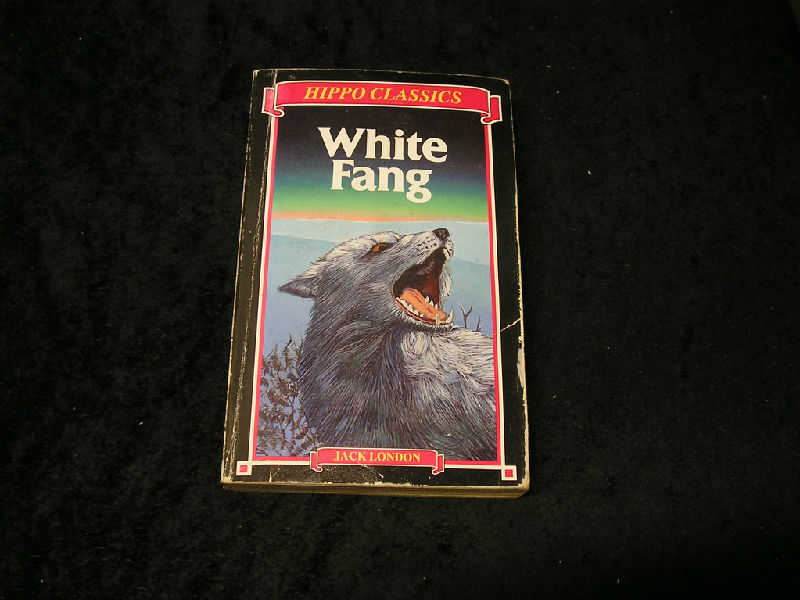 HIPPO CLASSICS
White
Fang
JACK LONDON